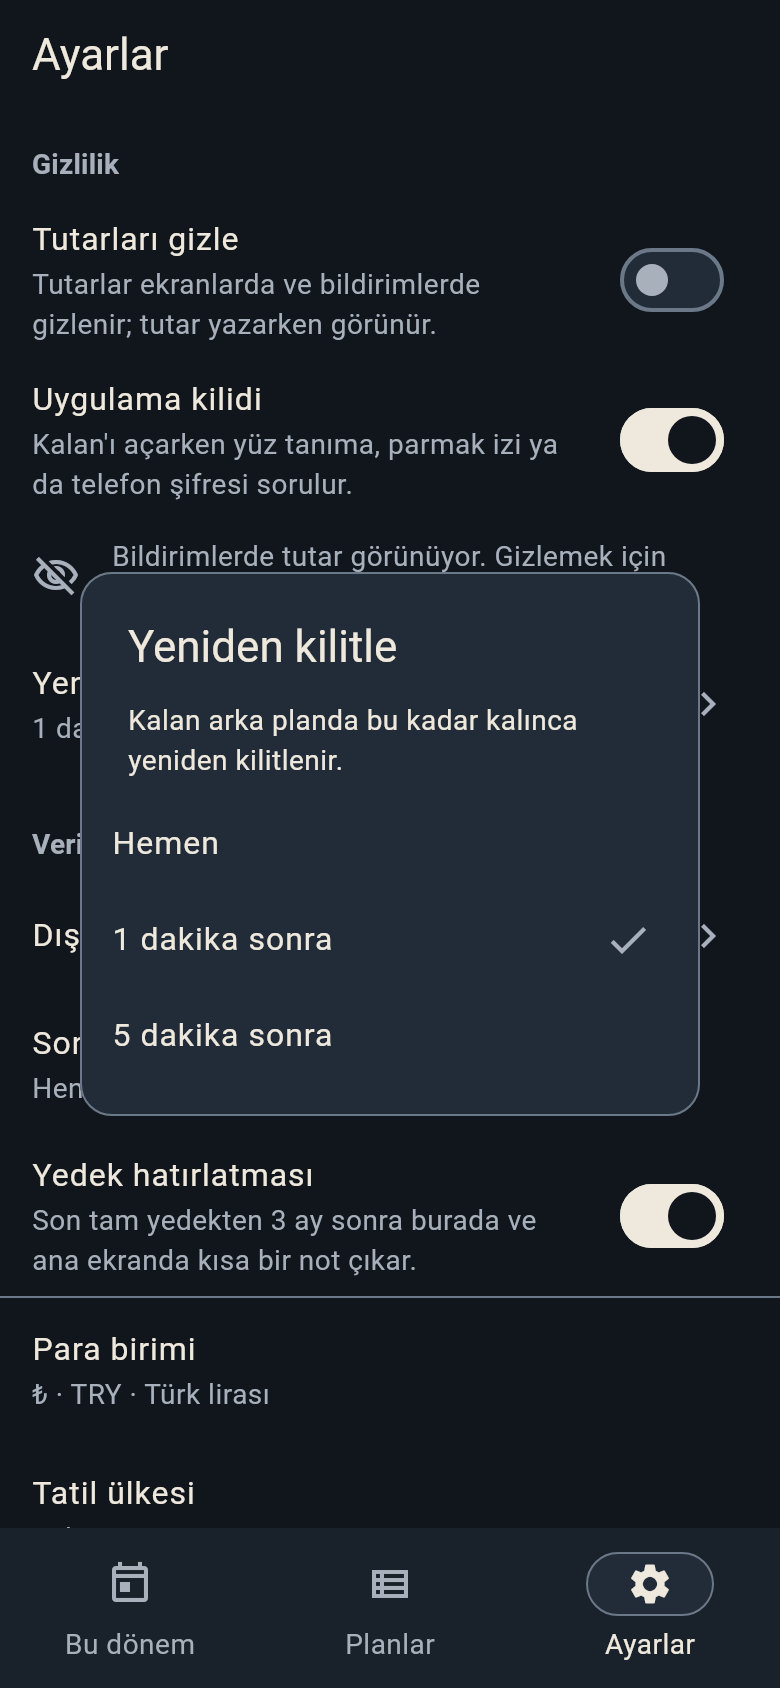 Ayarlar
Gizlilik
Tutarları gizle
Tutarlar ekranlarda ve bildirimlerde
gizlenir; tutar yazarken görünür.
Uygulama kilidi
Kalan'ı açarken yüz tanıma, parmak izi ya
da telefon şifresi sorulur.
Bildirimlerde tutar görünüyor. Gizlemek için
Yeniden kilitle
Kalan arka planda bu kadar kalınca
yeniden kilitlenir.
Hemen
1 dakika sonra
5 dakika sonra
Yedek hatırlatması
Son tam yedekten 3 ay sonra burada ve
ana ekranda kısa bir not çıkar.
Para birimi
₺ · TRY · Türk lirası
Tatil ülkesi
Bu dönem
Planlar
Ayarlar